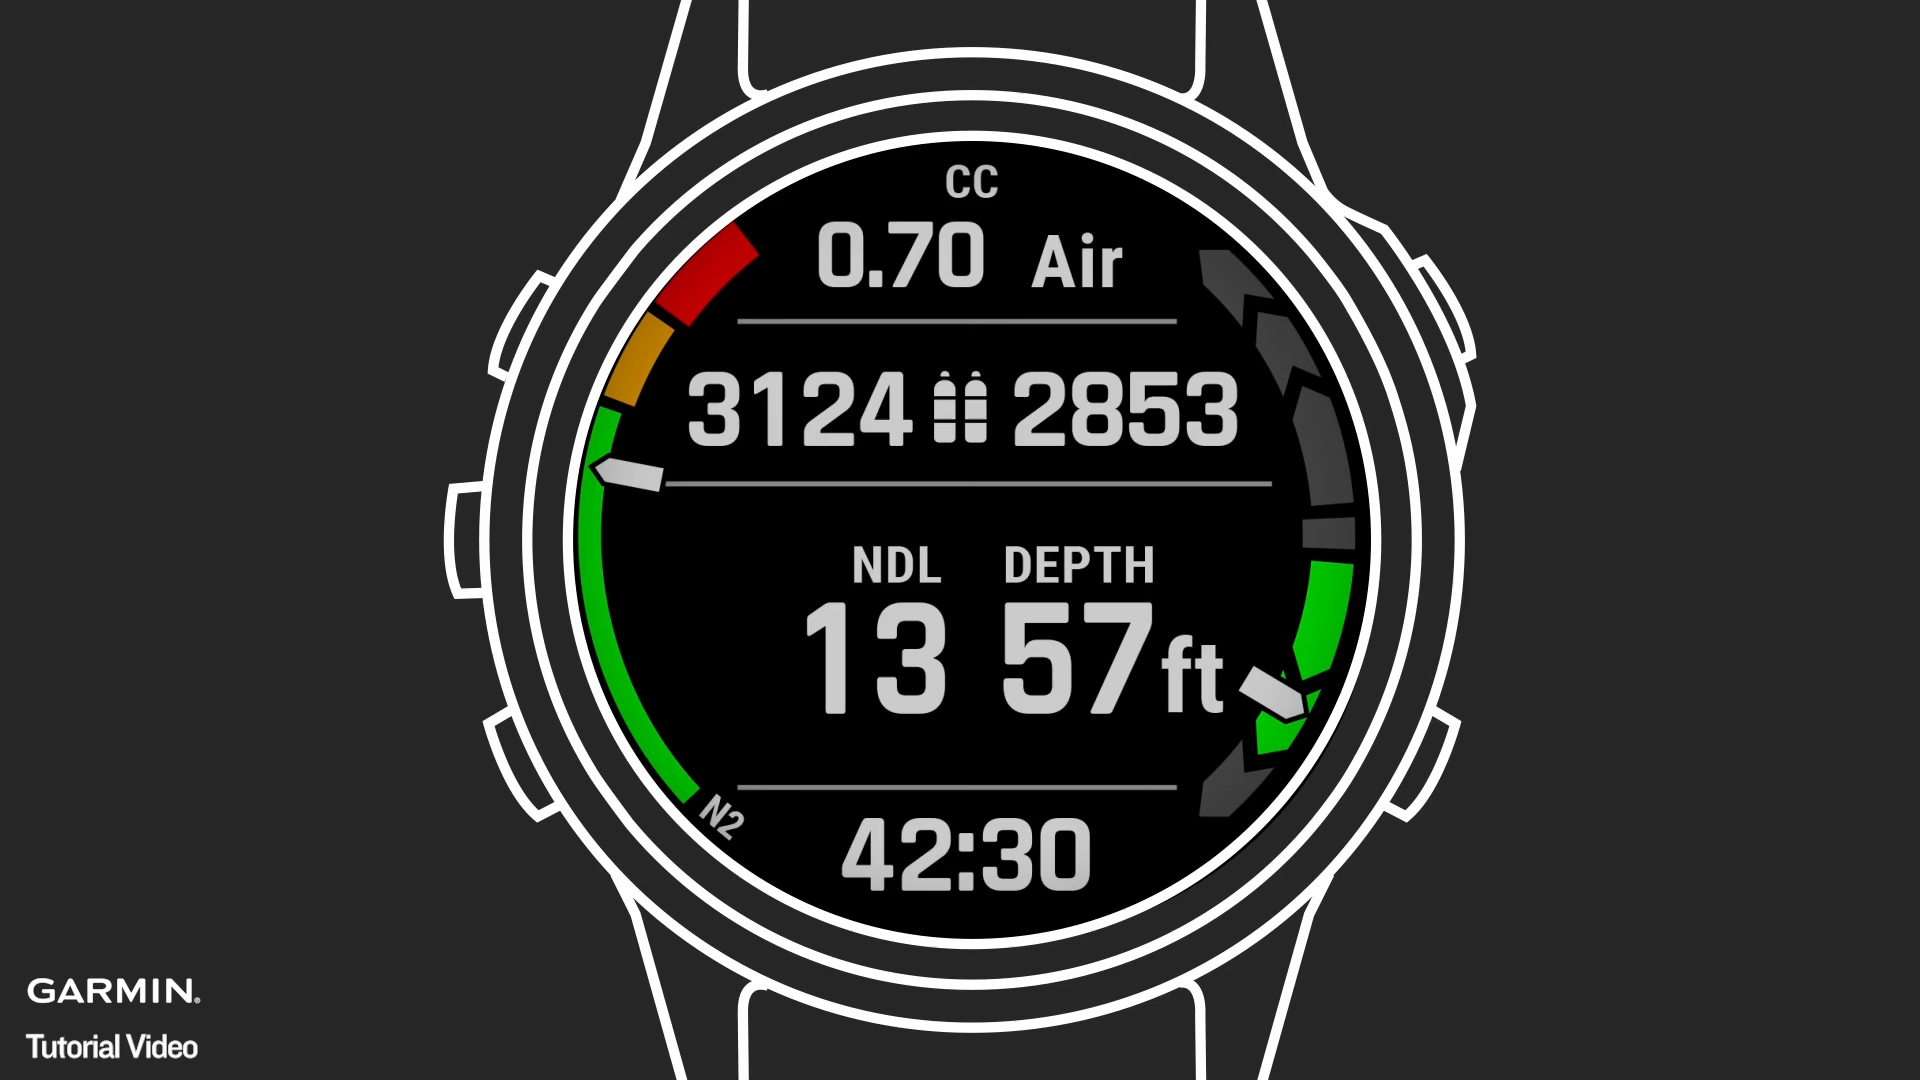 CC
0.70 Air
3124 2853
NDL DEPTH
13 57ft
N2
42:30
GARMIN®
Tutorial Video